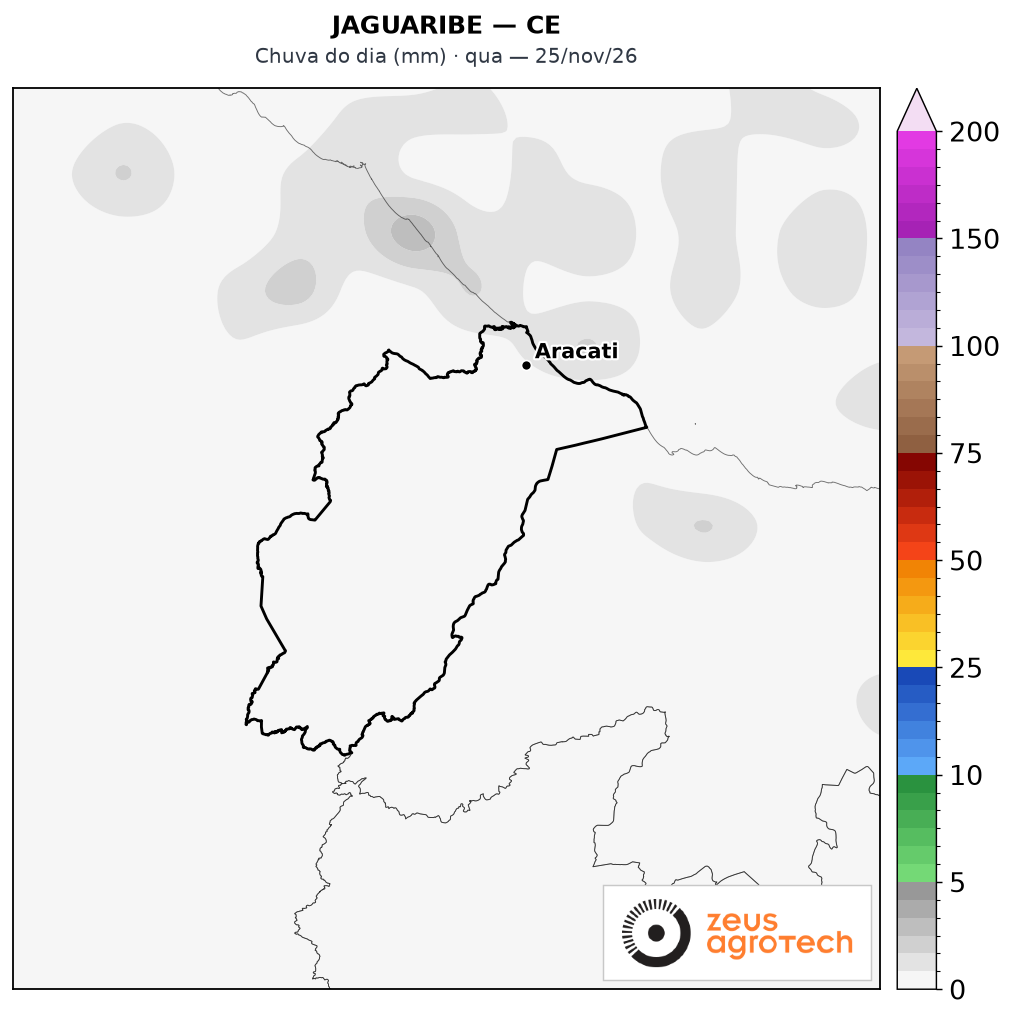 JAGUARIBE — CE
Chuva do dia (mm) · qua — 25/nov/26
200
150
100
75
50
25
10
5
0
Aracati
zeus
agrotech